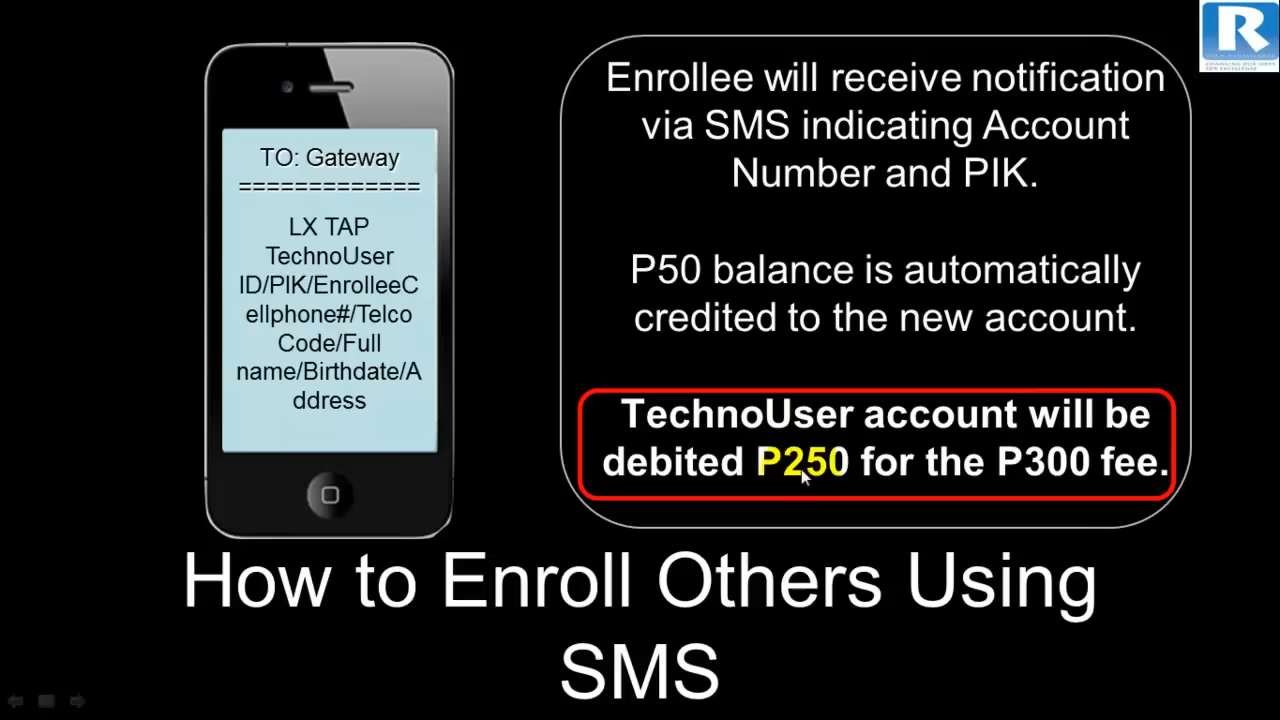 TO: Gateway
=============
LX TAP
TechnoUser
ID/PIK/EnrolleeC
ellphone#/Telco
Code/Full
name/Birthdate/A
ddress
Enrollee will receive notification
via SMS indicating Account
Number and PIK.
P50 balance is automatically
credited to the new account.
TechnoUser account will be
debited P250 for the P300 fee.
R
How to Enroll Others Using
SMS